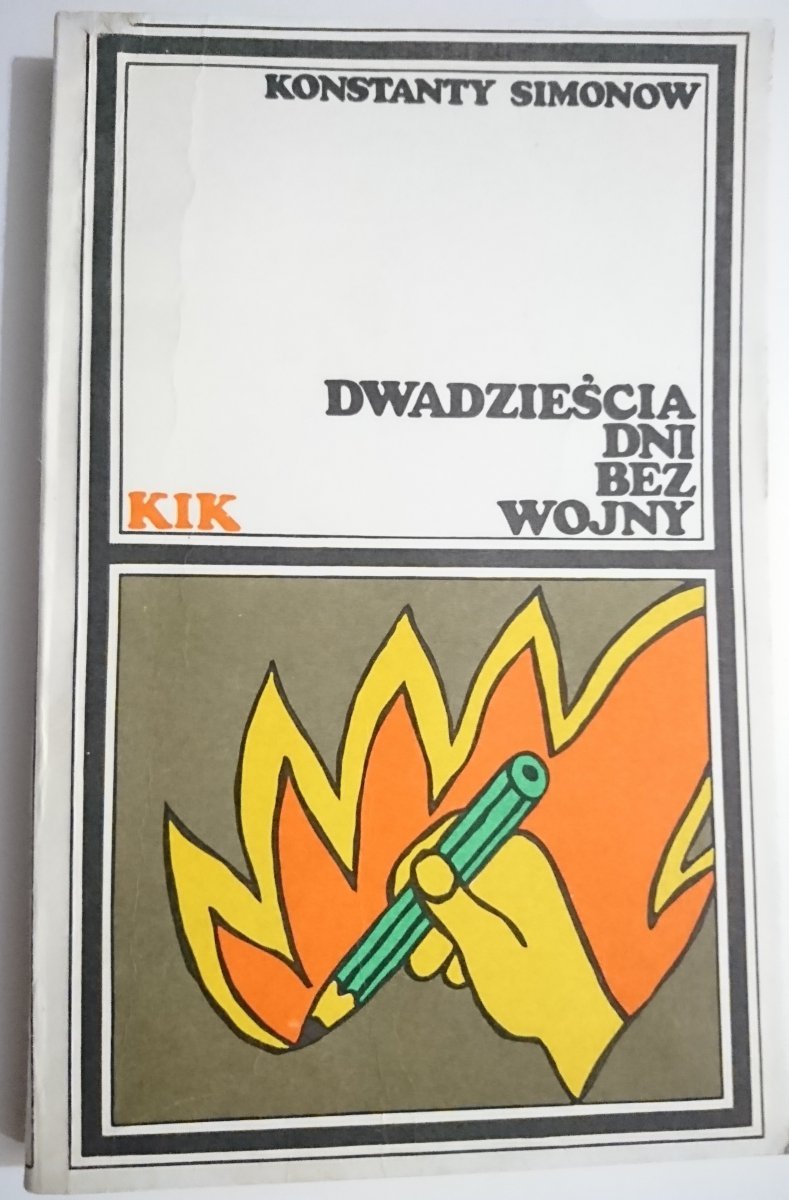 KONSTANTY SIMONOW
DWADZIEŚCIA
DNI
BEZ
WOJNY
KIK